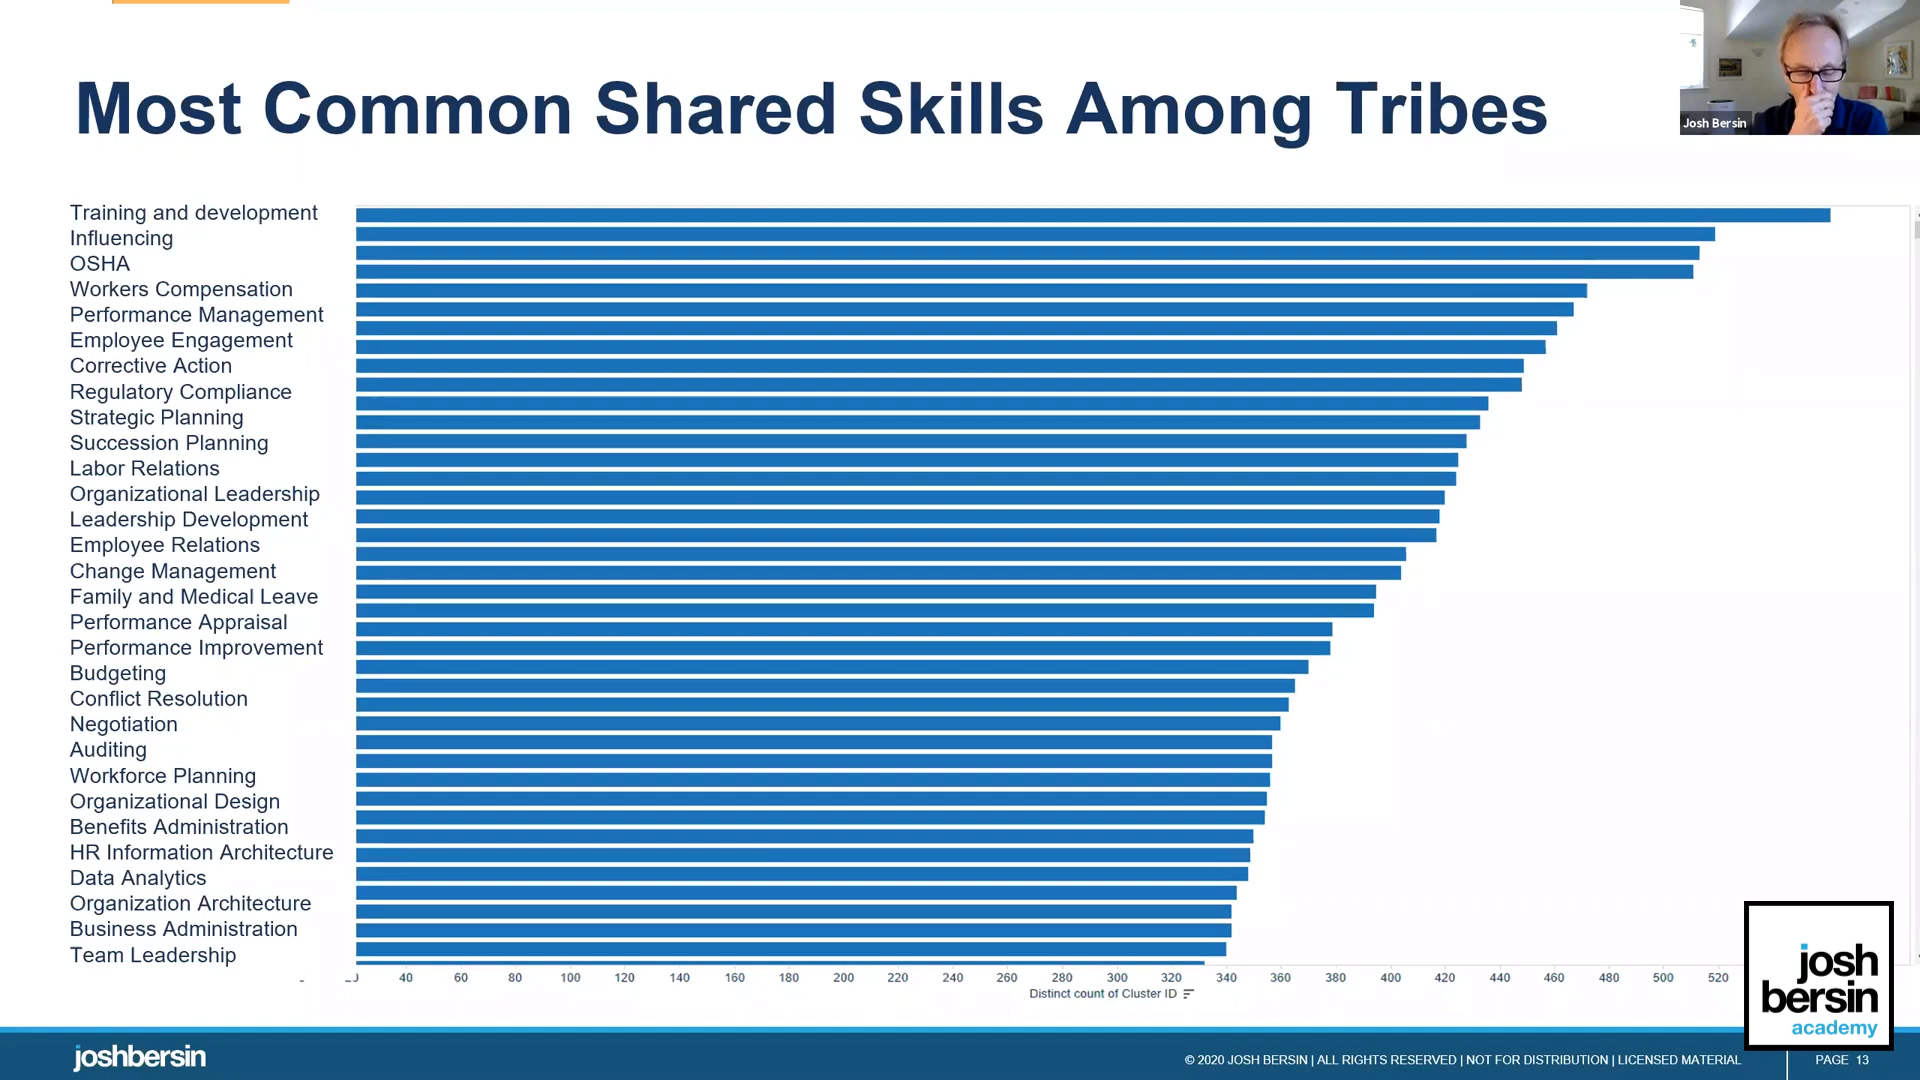 Most Common Shared Skills Among Tribes
Josh Bersin
Training and development
Influencing
OSHA
Workers Compensation
Performance Management
Employee Engagement
Corrective Action
Regulatory Compliance
Strategic Planning
Succession Planning
Labor Relations
Organizational Leadership
Leadership Development
Employee Relations
Change Management
Family and Medical Leave
Performance Appraisal
Performance Improvement
Budgeting
Conflict Resolution
Negotiation
Auditing
Workforce Planning
Organizational Design
Benefits Administration
HR Information Architecture
Data Analytics
Organization Architecture
Business Administration
Team Leadership
40 60 80 100 120 140 160 180 200 220 240 260 280 300 320 340 360 380 400 420 440 460 480 500 520
Distinct count of Cluster ID
josh
bersin
academy
joshbersin
© 2020 JOSH BERSIN | ALL RIGHTS RESERVED | NOT FOR DISTRIBUTION | LICENSED MATERIAL
PAGE 13